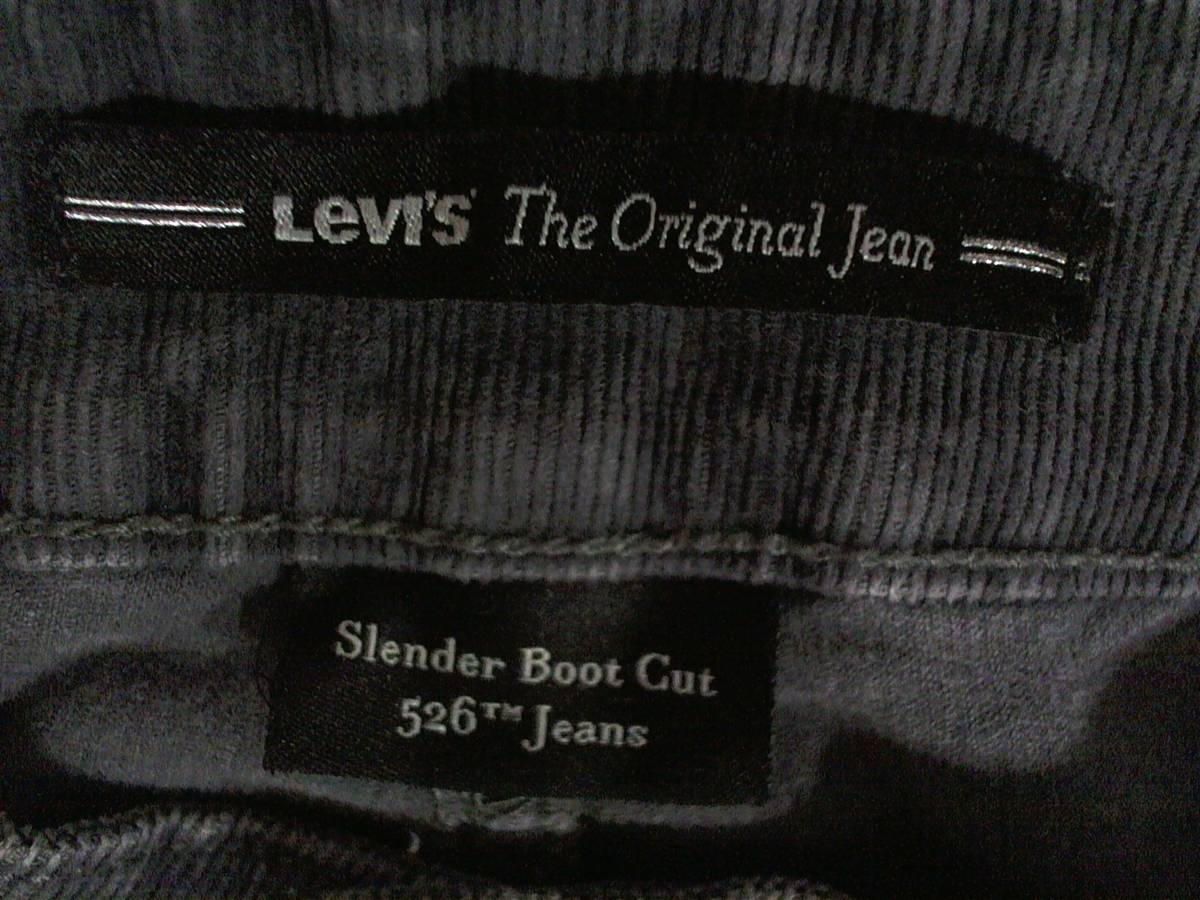 Levi's The Original Jean
Slender Boot Cut
526™ Jeans